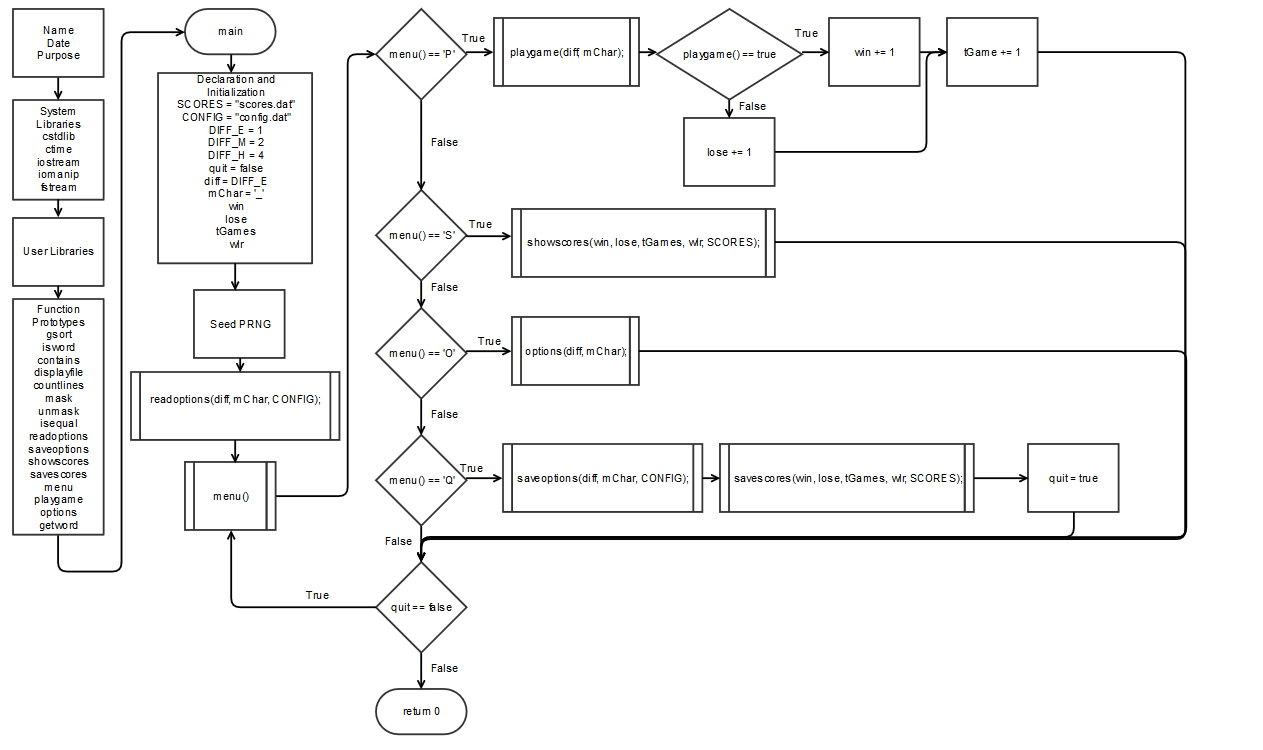 Name
Date
Purpose
System
Libraries
cstdlib
ctime
iostream
iomanip
fstream
User Libraries
Function
Prototypes
gsort
isword
contains
displayfile
countlines
mask
unmask
isequal
readoptions
saveoptions
showscores
savescores
menu
playgame
options
getword
main
Declaration and
Initialization
SCORES = "scores.dat"
CONFIG = "config.dat"
DIFF_E = 1
DIFF_M = 2
DIFF_H = 4
quit = false
diff = DIFF_E
mChar = '_'
win
lose
tGames
wlr
Seed PRNG
readoptions(diff, mChar, CONFIG);
menu()
menu() == 'P'
True
playgame(diff, mChar);
playgame() == true
True
win += 1
tGame += 1
False
lose += 1
False
menu() == 'S'
True
showscores(win, lose, tGames, wlr, SCORES);
False
menu() == 'O'
True
options(diff, mChar);
False
menu() == 'Q'
True
saveoptions(diff, mChar, CONFIG);
savescores(win, lose, tGames, wlr, SCORES);
quit = true
False
quit == false
True
False
return 0